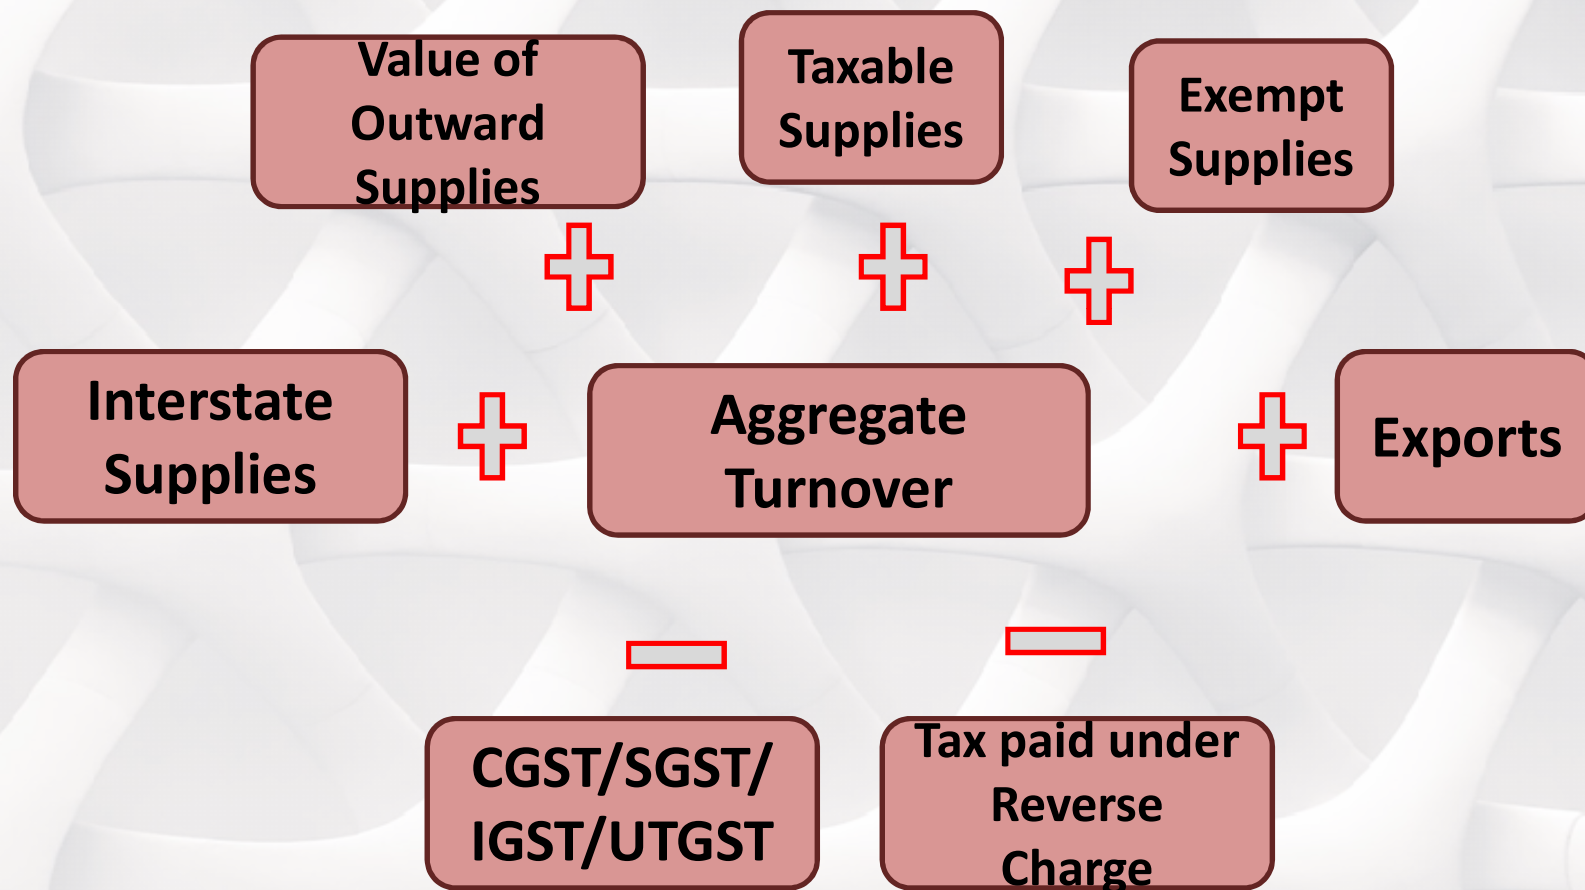 Value of
Outward
Supplies
Taxable
Supplies
Exempt
Supplies
Interstate
Supplies
Aggregate
Turnover
Exports
CGST/SGST/
IGST/UTGST
Tax paid under
Reverse
Charge